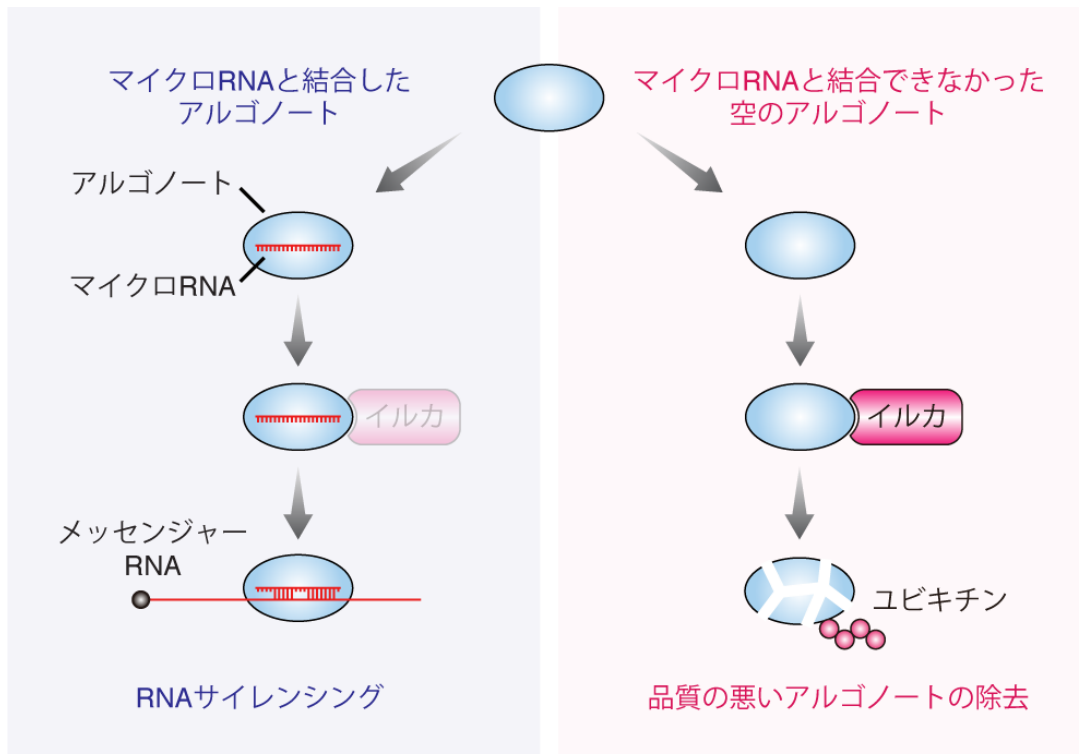 マイクロRNAと結合した
アルゴノート
アルゴノート
マイクロRNA
イルカ
メッセンジャー
RNA
RNAサイレンシング
マイクロRNAと結合できなかった
空のアルゴノート
イルカ
ユビキチン
品質の悪いアルゴノートの除去